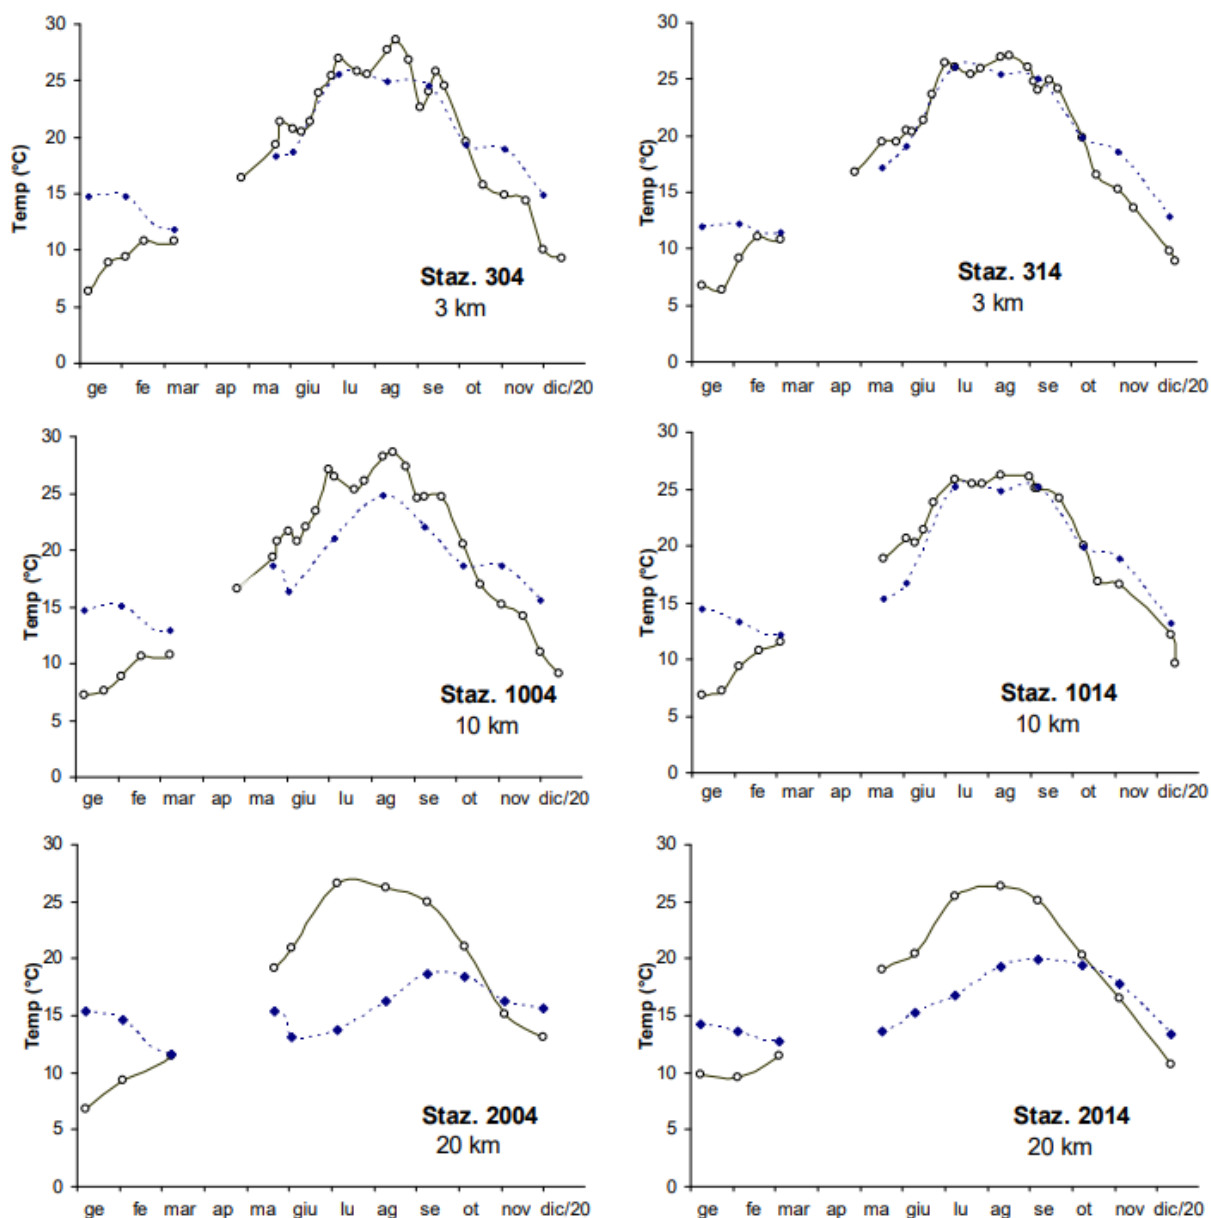 30
25
20
15
10
5
0
Temp (°C)
Staz. 304
3 km
ge fe mar ap ma giu lu ag se ot nov dic/20
30
25
20
15
10
5
0
Temp (°C)
Staz. 314
3 km
ge fe mar ap ma giu lu ag se ot nov dic/20
30
25
20
15
10
5
0
Temp (°C)
Staz. 1004
10 km
ge fe mar ap ma giu lu ag se ot nov dic/20
30
25
20
15
10
5
0
Temp (°C)
Staz. 1014
10 km
ge fe mar ap ma giu lu ag se ot nov dic/20
30
25
20
15
10
5
0
Temp (°C)
Staz. 2004
20 km
ge fe mar ap ma giu lu ag se ot nov dic/20
30
25
20
15
10
5
0
Temp (°C)
Staz. 2014
20 km
ge fe mar ap ma giu lu ag se ot nov dic/20